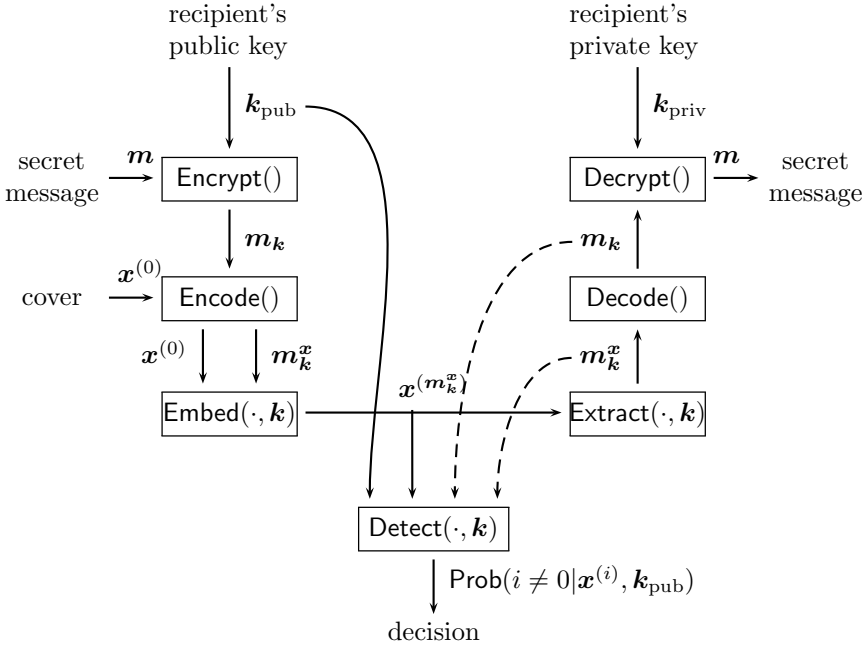 recipient's
public key
recipient's
private key
k_pub
k_priv
secret
message
m
Encrypt()
Decrypt()
m
secret
message
m_k
m_k
cover
x^(0)
Encode()
Decode()
x^(0)
m_k^x
m_k^x
x^(m_k^x)
Embed(·, k)
Extract(·, k)
Detect(·, k)
Prob(i ≠ 0|x^(i), k_pub)
decision